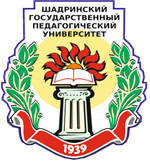 ШАДРИНСКИЙ
ГОСУДАРСТВЕННЫЙ
ПЕДАГОГИЧЕСКИЙ
УНИВЕРСИТЕТ
1939